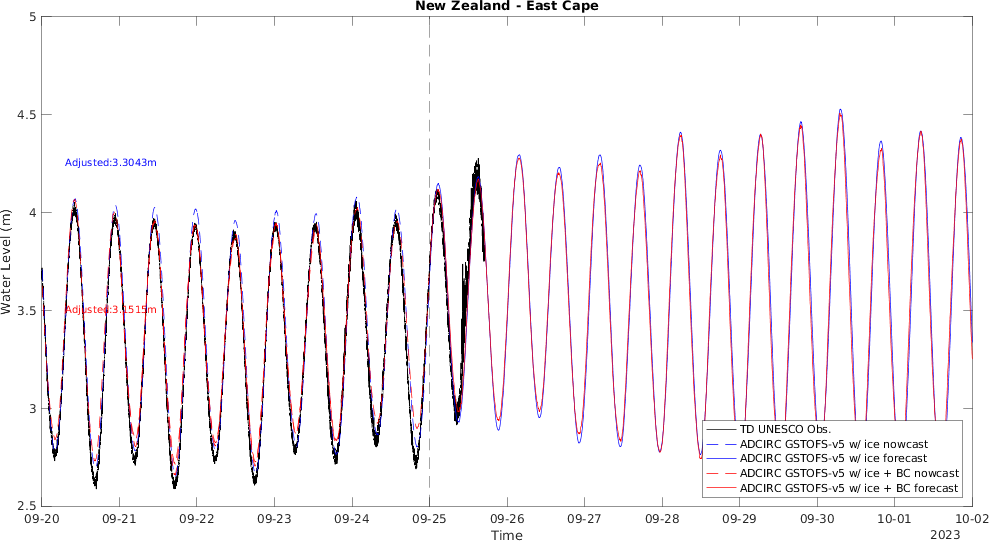 New Zealand - East Cape
5
4.5
4
3.5
3
2.5
Water Level (m)
Adjusted:3.3043m
Adjusted:3.1515m
TD UNESCO Obs.
ADCIRC GSTOFS-v5 w/ ice nowcast
ADCIRC GSTOFS-v5 w/ ice forecast
ADCIRC GSTOFS-v5 w/ ice + BC nowcast
ADCIRC GSTOFS-v5 w/ ice + BC forecast
09-20 09-21 09-22 09-23 09-24 09-25 09-26 09-27 09-28 09-29 09-30 10-01 10-02
Time
2023